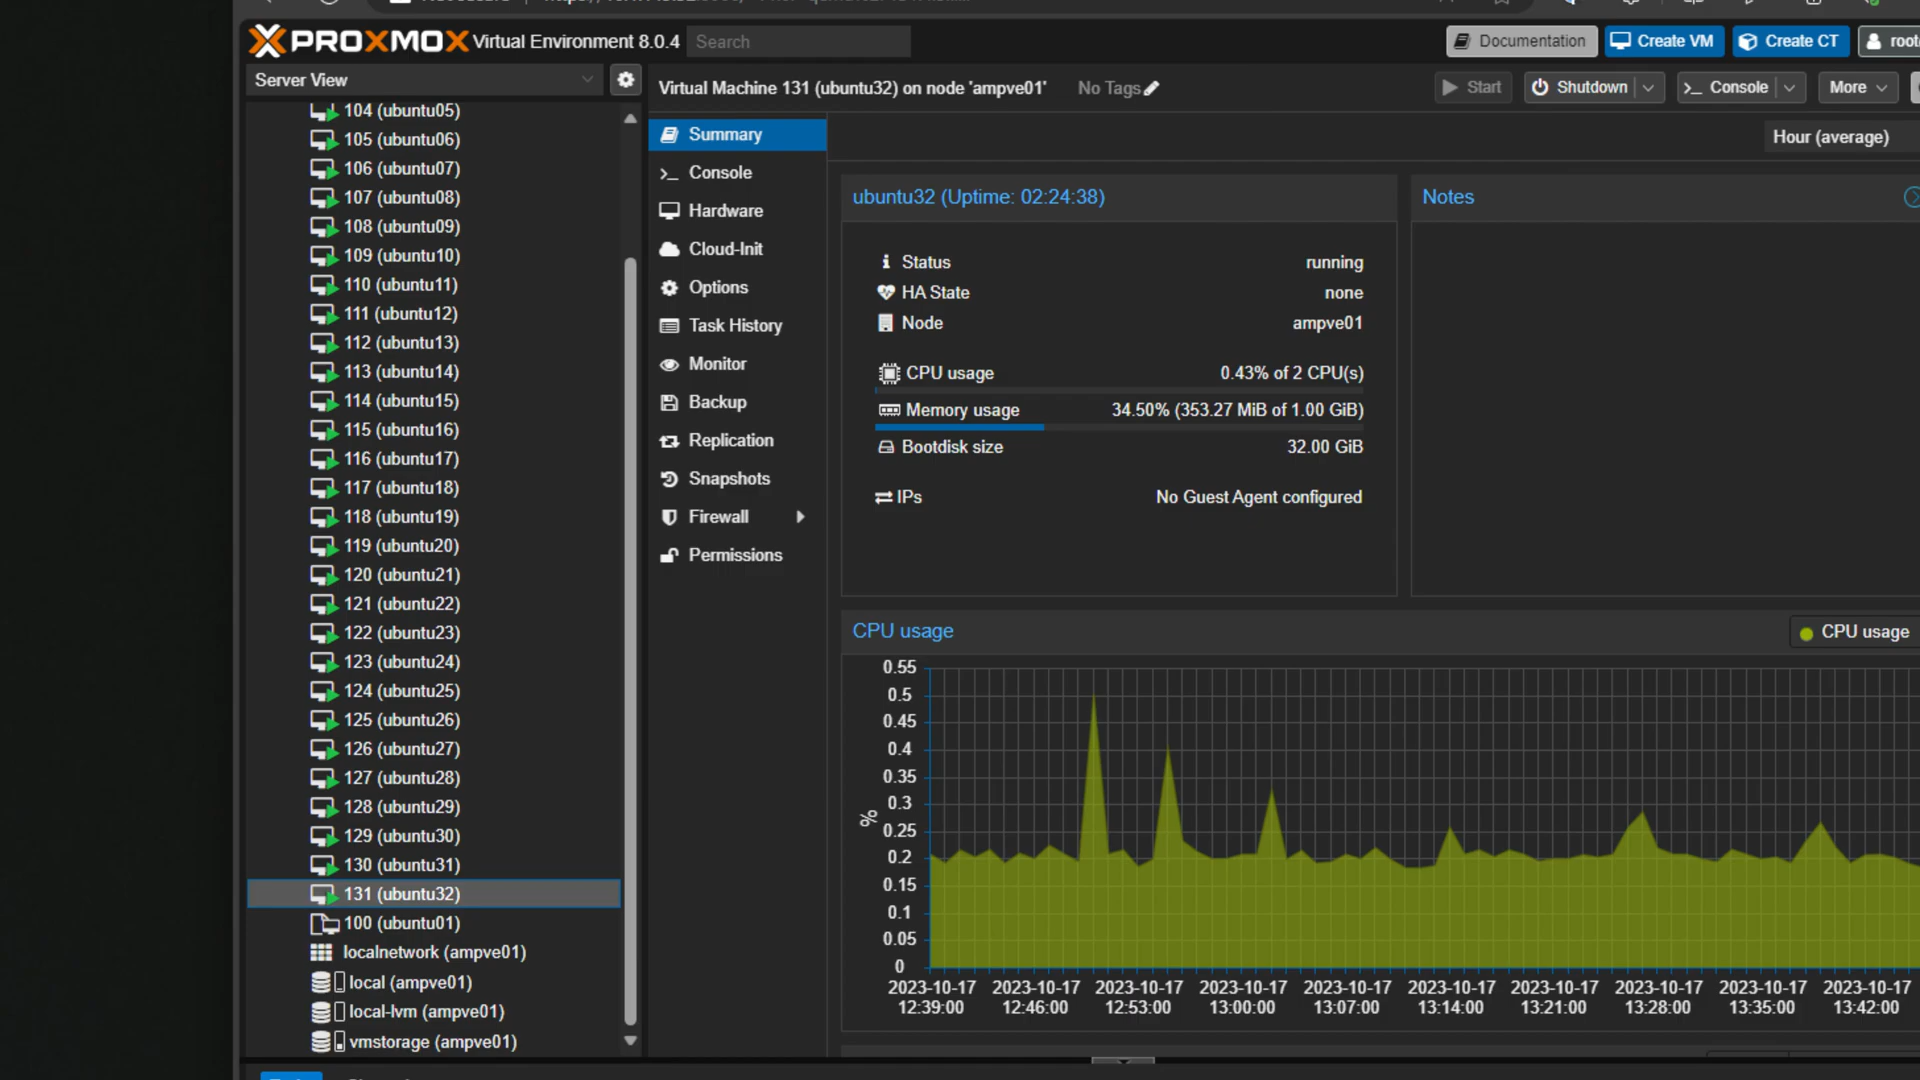 PROXMOX Virtual Environment 8.0.4 Search Documentation Create VM Create CT root
Server View
Virtual Machine 131 (ubuntu32) on node 'ampve01' No Tags Start Shutdown Console More
104 (ubuntu05)
105 (ubuntu06)
106 (ubuntu07)
107 (ubuntu08)
108 (ubuntu09)
109 (ubuntu10)
110 (ubuntu11)
111 (ubuntu12)
112 (ubuntu13)
113 (ubuntu14)
114 (ubuntu15)
115 (ubuntu16)
116 (ubuntu17)
117 (ubuntu18)
118 (ubuntu19)
119 (ubuntu20)
120 (ubuntu21)
121 (ubuntu22)
122 (ubuntu23)
123 (ubuntu24)
124 (ubuntu25)
125 (ubuntu26)
126 (ubuntu27)
127 (ubuntu28)
128 (ubuntu29)
129 (ubuntu30)
130 (ubuntu31)
131 (ubuntu32)
100 (ubuntu01)
localnetwork (ampve01)
local (ampve01)
local-lvm (ampve01)
vmstorage (ampve01)
Summary
Console
Hardware
Cloud-Init
Options
Task History
Monitor
Backup
Replication
Snapshots
Firewall
Permissions
Hour (average)
ubuntu32 (Uptime: 02:24:38)
Status running
HA State none
Node ampve01
CPU usage 0.43% of 2 CPU(s)
Memory usage 34.50% (353.27 MiB of 1.00 GiB)
Bootdisk size 32.00 GiB
IPs No Guest Agent configured
Notes
CPU usage
CPU usage
0.55
0.5
0.45
0.4
0.35
0.3
0.25
0.2
0.15
0.1
0.05
0
%
2023-10-17 2023-10-17 2023-10-17 2023-10-17 2023-10-17 2023-10-17 2023-10-17 2023-10-17 2023-10-17 2023-10-17
12:39:00 12:46:00 12:53:00 13:00:00 13:07:00 13:14:00 13:21:00 13:28:00 13:35:00 13:42:00